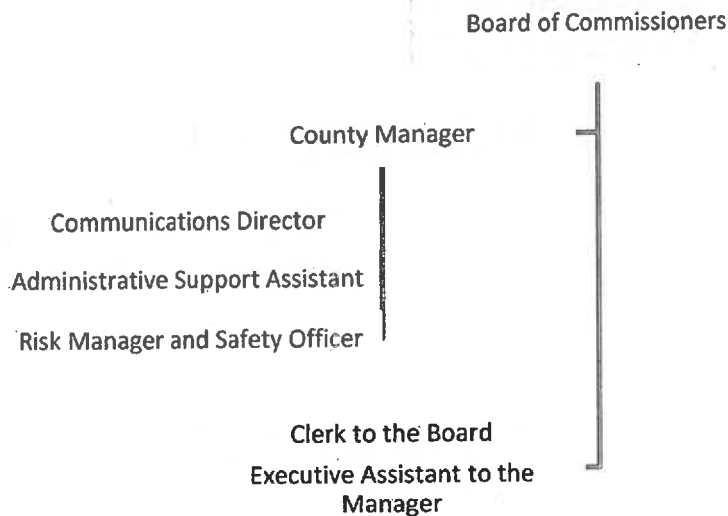 Board of Commissioners
County Manager
Communications Director
Administrative Support Assistant
Risk Manager and Safety Officer
Clerk to the Board
Executive Assistant to the
Manager